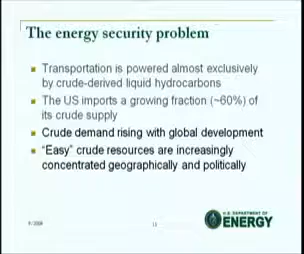 The energy security problem
Transportation is powered almost exclusively
by crude-derived liquid hydrocarbons
The US imports a growing fraction (~60%) of
its crude supply
Crude demand rising with global development
"Easy" crude resources are increasingly
concentrated geographically and politically
U.S. DEPARTMENT OF
ENERGY